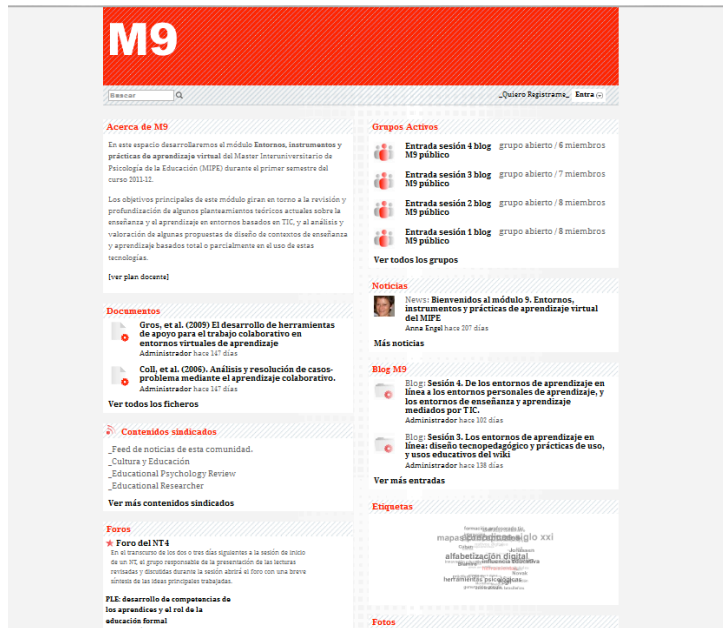 M9
Buscar
_Quiero Registrame_ Entra
Acerca de M9
En este espacio desarrollaremos el módulo Entornos, instrumentos y
prácticas de aprendizaje virtual del Master Interuniversitario de
Psicología de la Educación (MIPE) durante el primer semestre del
curso 2011-12.
Los objetivos principales de este módulo giran en torno a la revisión y
profundización de algunos planteamientos teóricos actuales sobre la
enseñanza y el aprendizaje en entornos basados en TIC, y al análisis y
valoración de algunas propuestas de diseño de contextos de enseñanza
y aprendizaje basados total o parcialmente en el uso de estas
tecnologías.
[ver plan docente]
Documentos
Gros, et al. (2009) El desarrollo de herramientas
de apoyo para el trabajo colaborativo en
entornos virtuales de aprendizaje
Administrador hace 147 días
Coll, et al. (2006). Análisis y resolución de casos-
problema mediante el aprendizaje colaborativo.
Administrador hace 147 días
Ver todos los ficheros
Contenidos sindicados
_Feed de noticias de esta comunidad.
_Cultura y Educación
_Educational Psychology Review
_Educational Researcher
Ver más contenidos sindicados
Foros
Foro del NT4
En el transcurso de los dos o tres días siguientes a la sesión de inicio
de un NT, el grupo responsable de la presentación de las lecturas
revisadas y discutidas durante la sesión abrirá el foro con una breve
síntesis de las ideas principales trabajadas.
PLE: desarrollo de competencias de
los aprendices y el rol de la
educación formal
Grupos Activos
Entrada sesión 4 blog grupo abierto / 6 miembros
M9 público
Entrada sesión 3 blog grupo abierto / 7 miembros
M9 público
Entrada sesión 2 blog grupo abierto / 8 miembros
M9 público
Entrada sesión 1 blog grupo abierto / 8 miembros
M9 público
Ver todos los grupos
Noticias
News: Bienvenidos al módulo 9. Entornos,
instrumentos y prácticas de aprendizaje virtual
del MIPE
Anna Engel hace 207 días
Más noticias
Blog M9
Blog: Sesión 4. De los entornos de aprendizaje en
línea a los entornos personales de aprendizaje, y
los entornos de enseñanza y aprendizaje
mediados por TIC.
Administrador hace 102 días
Blog: Sesión 3. Los entornos de aprendizaje en
línea: diseño tecnopedagógico y prácticas de uso,
y usos educativos del wiki
Administrador hace 136 días
Ver más entradas
Etiquetas
mapas siglo xxi
Jonassen
alfabetización digital
influencia educativa
Novak
herramientas psicológicas
Fotos